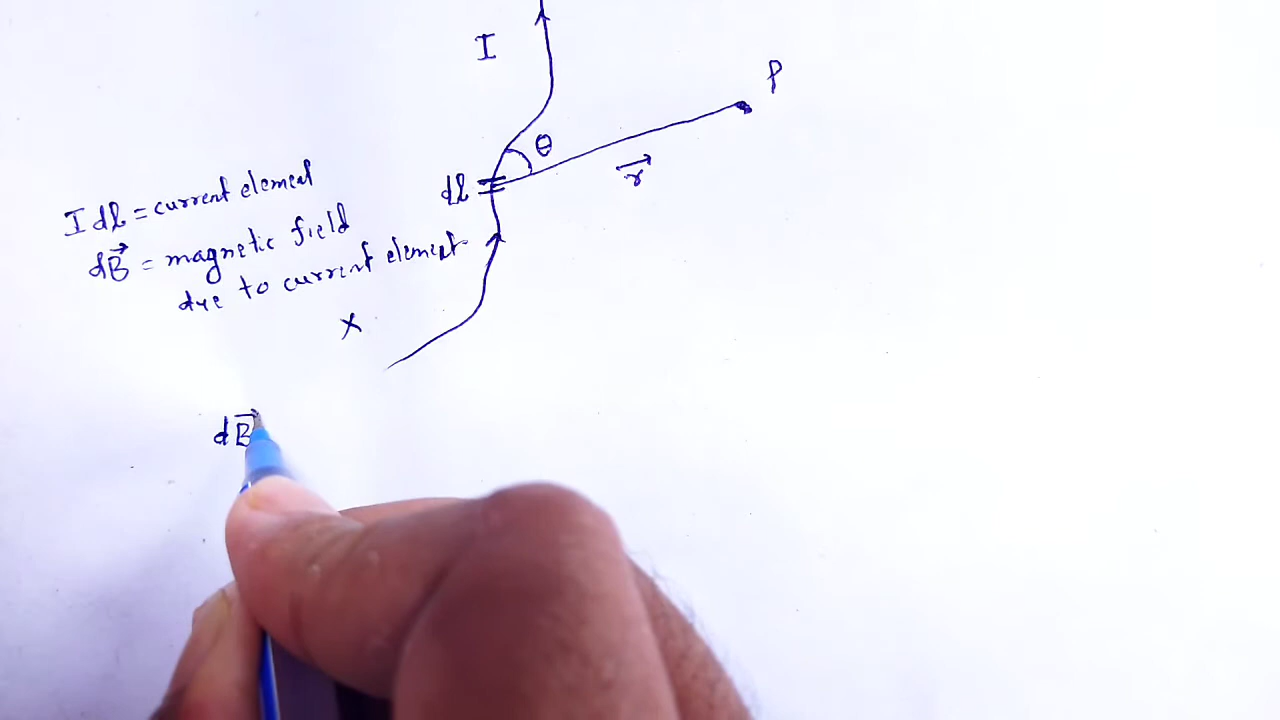 I
P
θ
r⃗
dl
I dl = current element
dB⃗ = magnetic field
due to current element
X
dB⃗